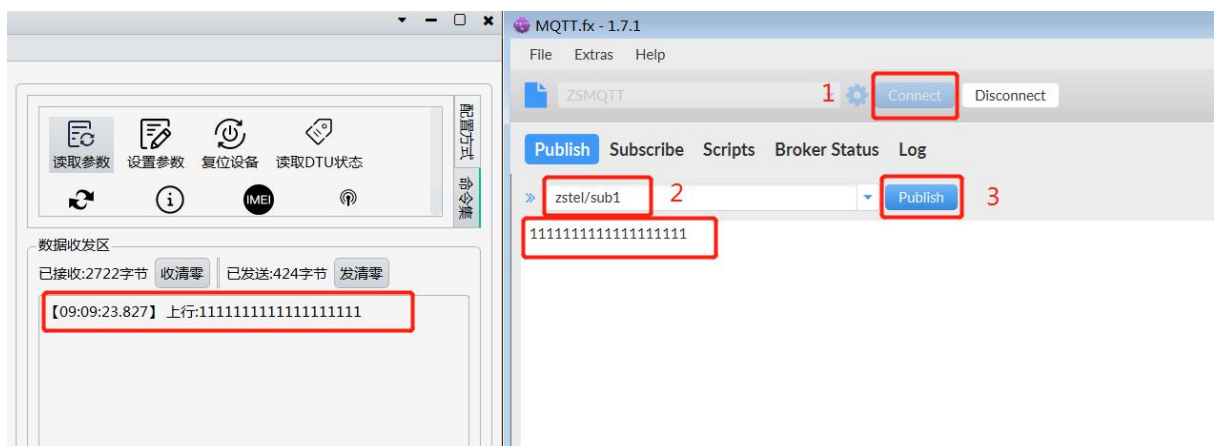 MQTT.fx - 1.7.1
File Extras Help
ZSMQTT 1 Connect Disconnect
Publish Subscribe Scripts Broker Status Log
zstel/sub1 2 Publish 3
1111111111111111111
读取参数 设置参数 复位设备 读取DTU状态
IMEI
配置方式
命令集
数据收发区
已接收:2722字节 收清零 已发送:424字节 发清零
【09:09:23.827】上行:1111111111111111111